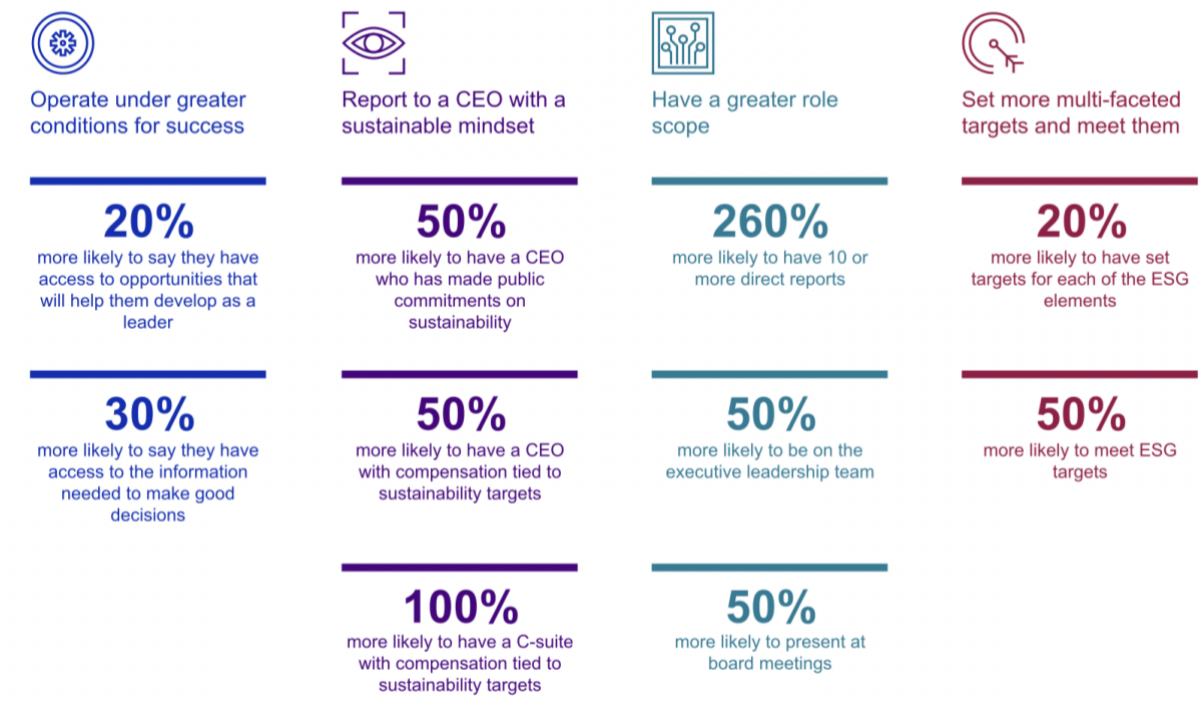 Operate under greater
conditions for success
20%
more likely to say they have
access to opportunities that
will help them develop as a
leader
30%
more likely to say they have
access to the information
needed to make good
decisions
Report to a CEO with a
sustainable mindset
50%
more likely to have a CEO
who has made public
commitments on
sustainability
50%
more likely to have a CEO
with compensation tied to
sustainability targets
100%
more likely to have a C-suite
with compensation tied to
sustainability targets
Have a greater role
scope
260%
more likely to have 10 or
more direct reports
50%
more likely to be on the
executive leadership team
50%
more likely to present at
board meetings
Set more multi-faceted
targets and meet them
20%
more likely to have set
targets for each of the ESG
elements
50%
more likely to meet ESG
targets